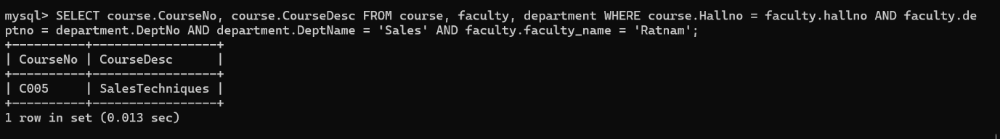 mysql> SELECT course.CourseNo, course.CourseDesc FROM course, faculty, department WHERE course.Hallno = faculty.hallno AND faculty.de
ptno = department.DeptNo AND department.DeptName = 'Sales' AND faculty.faculty_name = 'Ratnam';
+----------+-----------------+
| CourseNo | CourseDesc      |
+----------+-----------------+
| C005     | SalesTechniques |
+----------+-----------------+
1 row in set (0.013 sec)